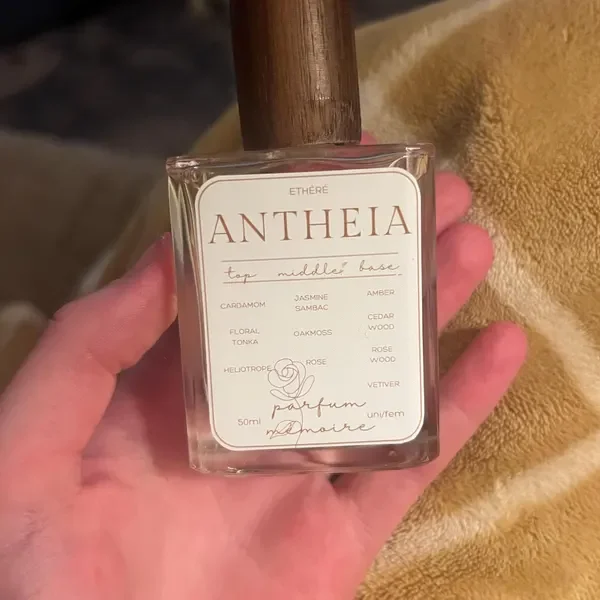 ETHÉRÉ
ANTHEIA
top middle base
CARDAMOM
FLORAL
TONKA
HELIOTROPE
JASMINE
SAMBAC
OAKMOSS
ROSE
AMBER
CEDAR
WOOD
ROSE
WOOD
VETIVER
50ml
parfum
mémoire
uni/fem